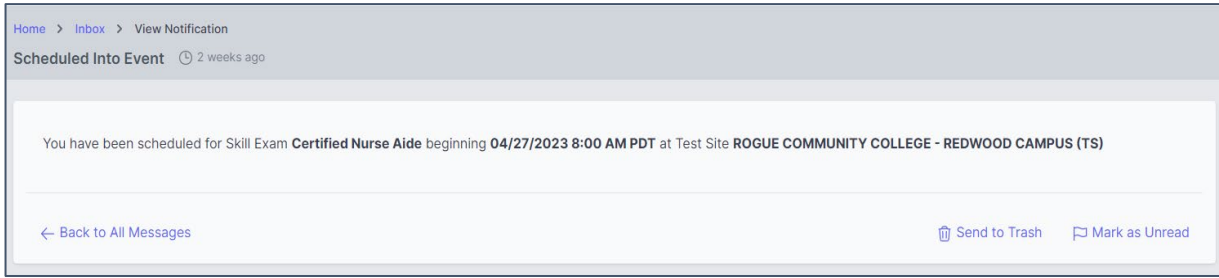 Home > Inbox > View Notification
Scheduled Into Event 2 weeks ago
You have been scheduled for Skill Exam Certified Nurse Aide beginning 04/27/2023 8:00 AM PDT at Test Site ROGUE COMMUNITY COLLEGE - REDWOOD CAMPUS (TS)
← Back to All Messages Send to Trash Mark as Unread